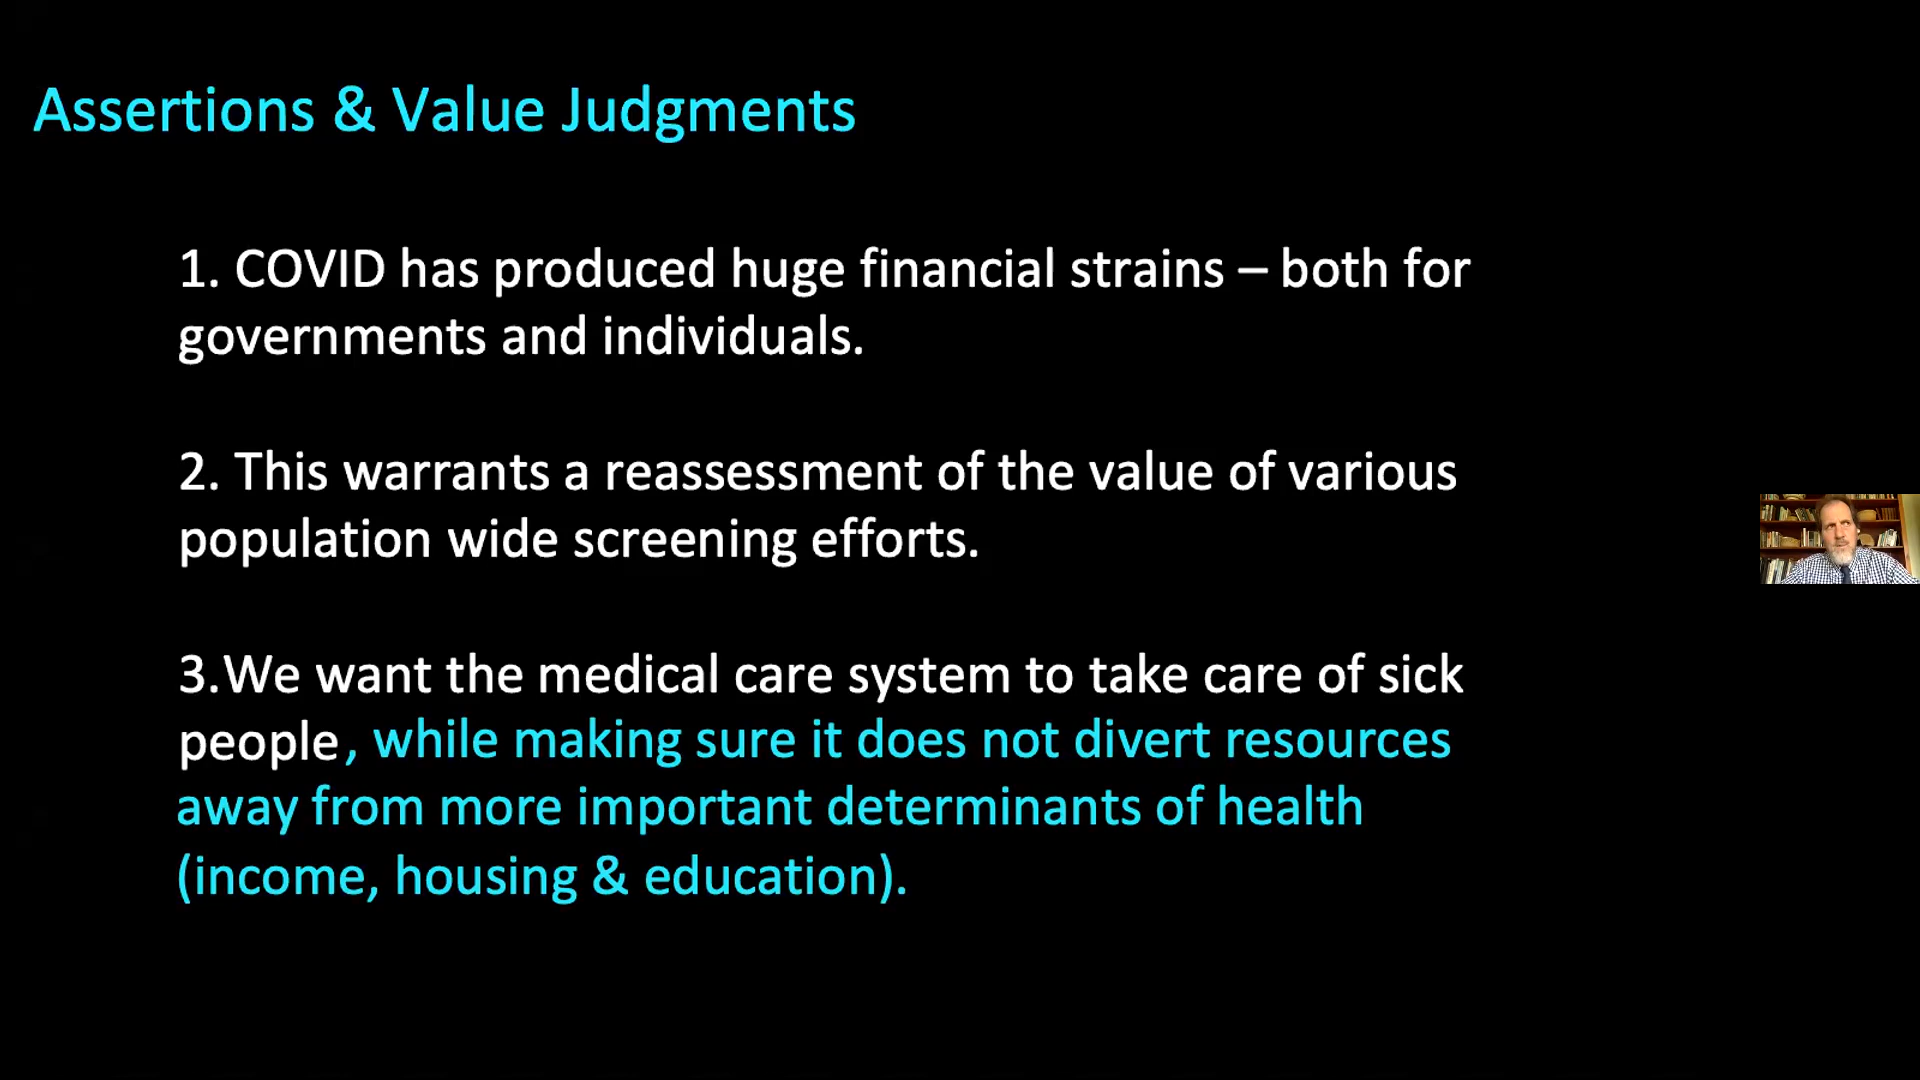 Assertions & Value Judgments
1. COVID has produced huge financial strains – both for
governments and individuals.
2. This warrants a reassessment of the value of various
population wide screening efforts.
3.We want the medical care system to take care of sick
people, while making sure it does not divert resources
away from more important determinants of health
(income, housing & education).